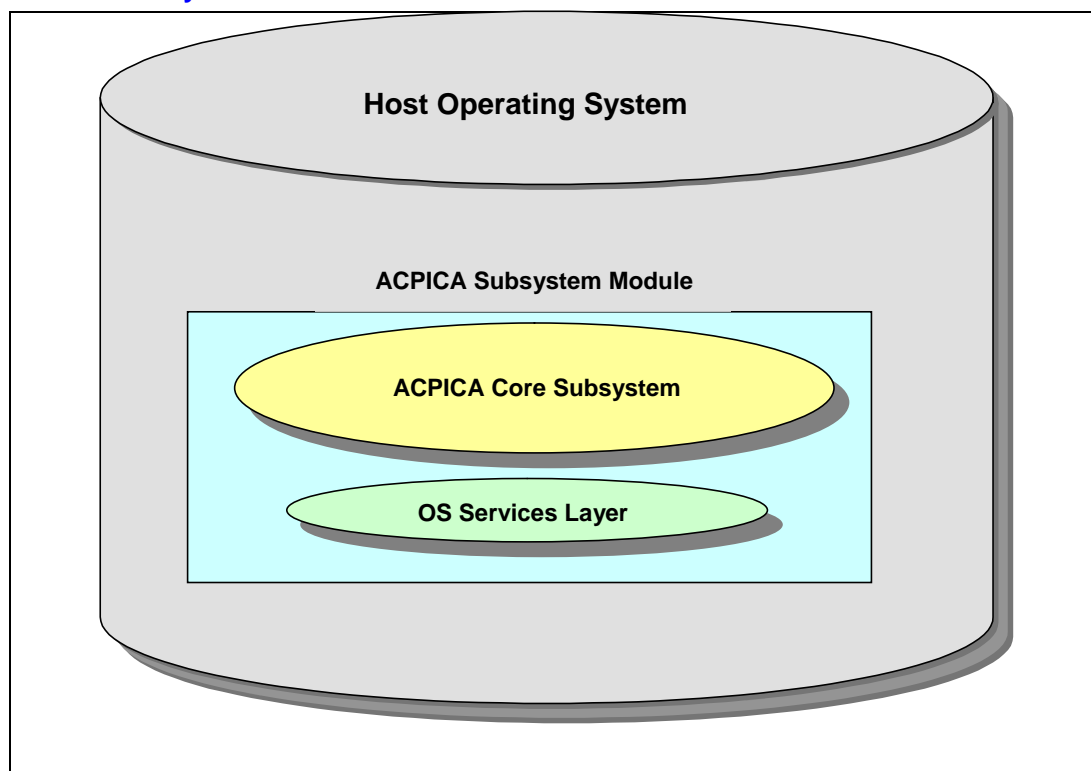 Host Operating System
ACPICA Subsystem Module
ACPICA Core Subsystem
OS Services Layer